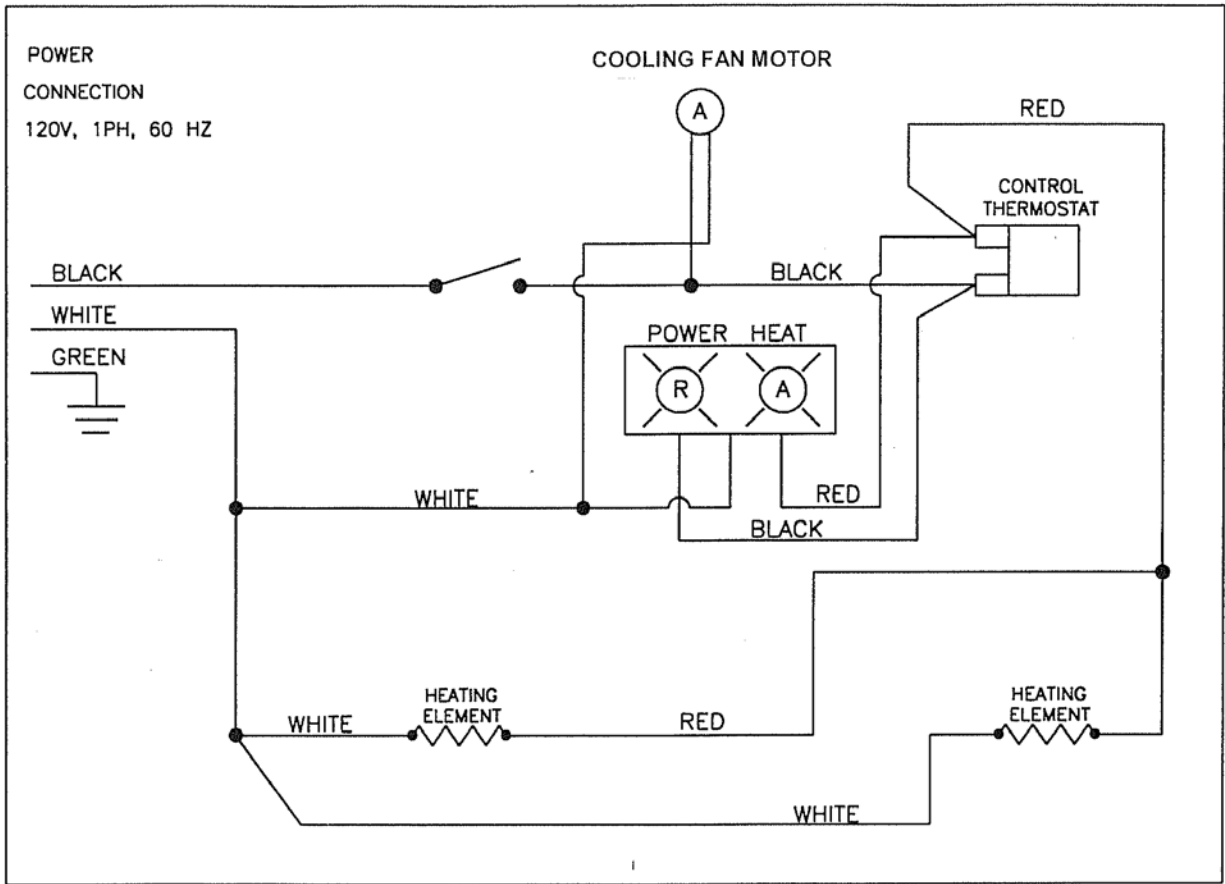 POWER
CONNECTION
120V, 1PH, 60 HZ
COOLING FAN MOTOR
A
RED
CONTROL
THERMOSTAT
BLACK
BLACK
WHITE
GREEN
POWER HEAT
R
A
WHITE
RED
BLACK
HEATING
ELEMENT
WHITE
RED
HEATING
ELEMENT
WHITE